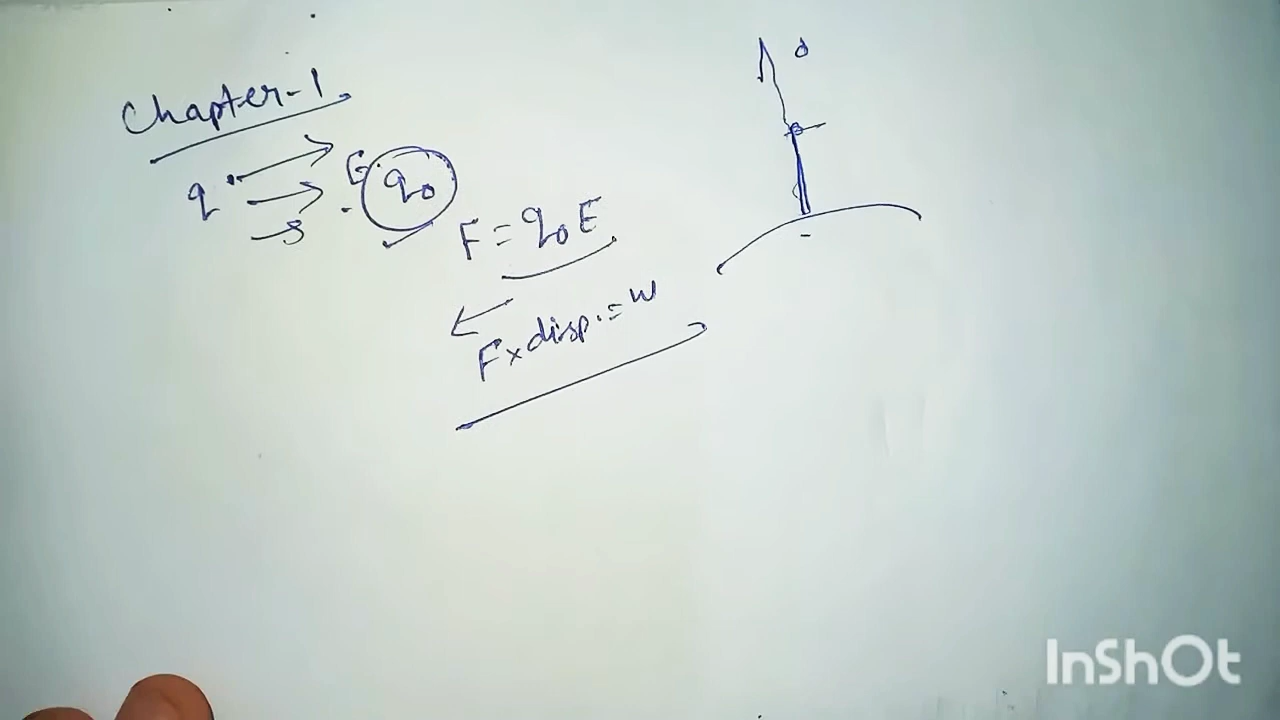 Chapter-1
q E q₀
F = q₀E
F × disp. = W
InShOt